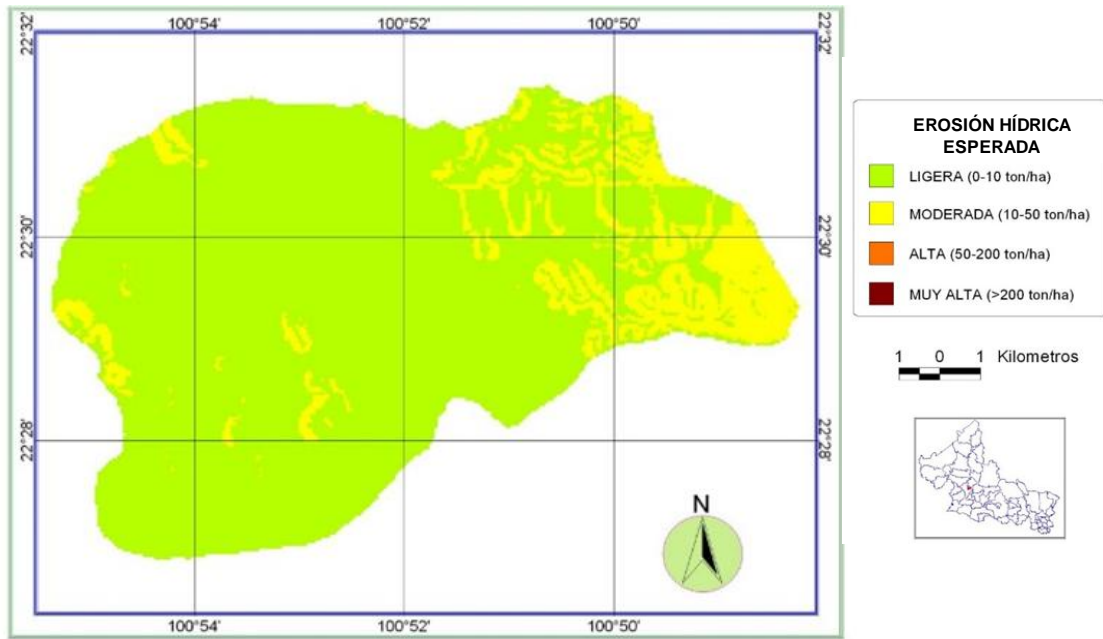 100°54' 100°52' 100°50'
22°32' 22°32'
22°30' 22°30'
22°28' 22°28'
N
100°54' 100°52' 100°50'
EROSIÓN HÍDRICA
ESPERADA
LIGERA (0-10 ton/ha)
MODERADA (10-50 ton/ha)
ALTA (50-200 ton/ha)
MUY ALTA (>200 ton/ha)
1 0 1 Kilometros